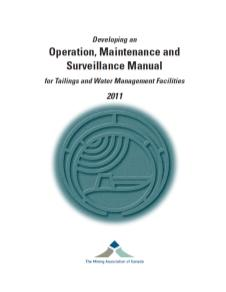 Developing an
Operation, Maintenance and
Surveillance Manual
for Tailings and Water Management Facilities
2011
The Mining Association of Canada